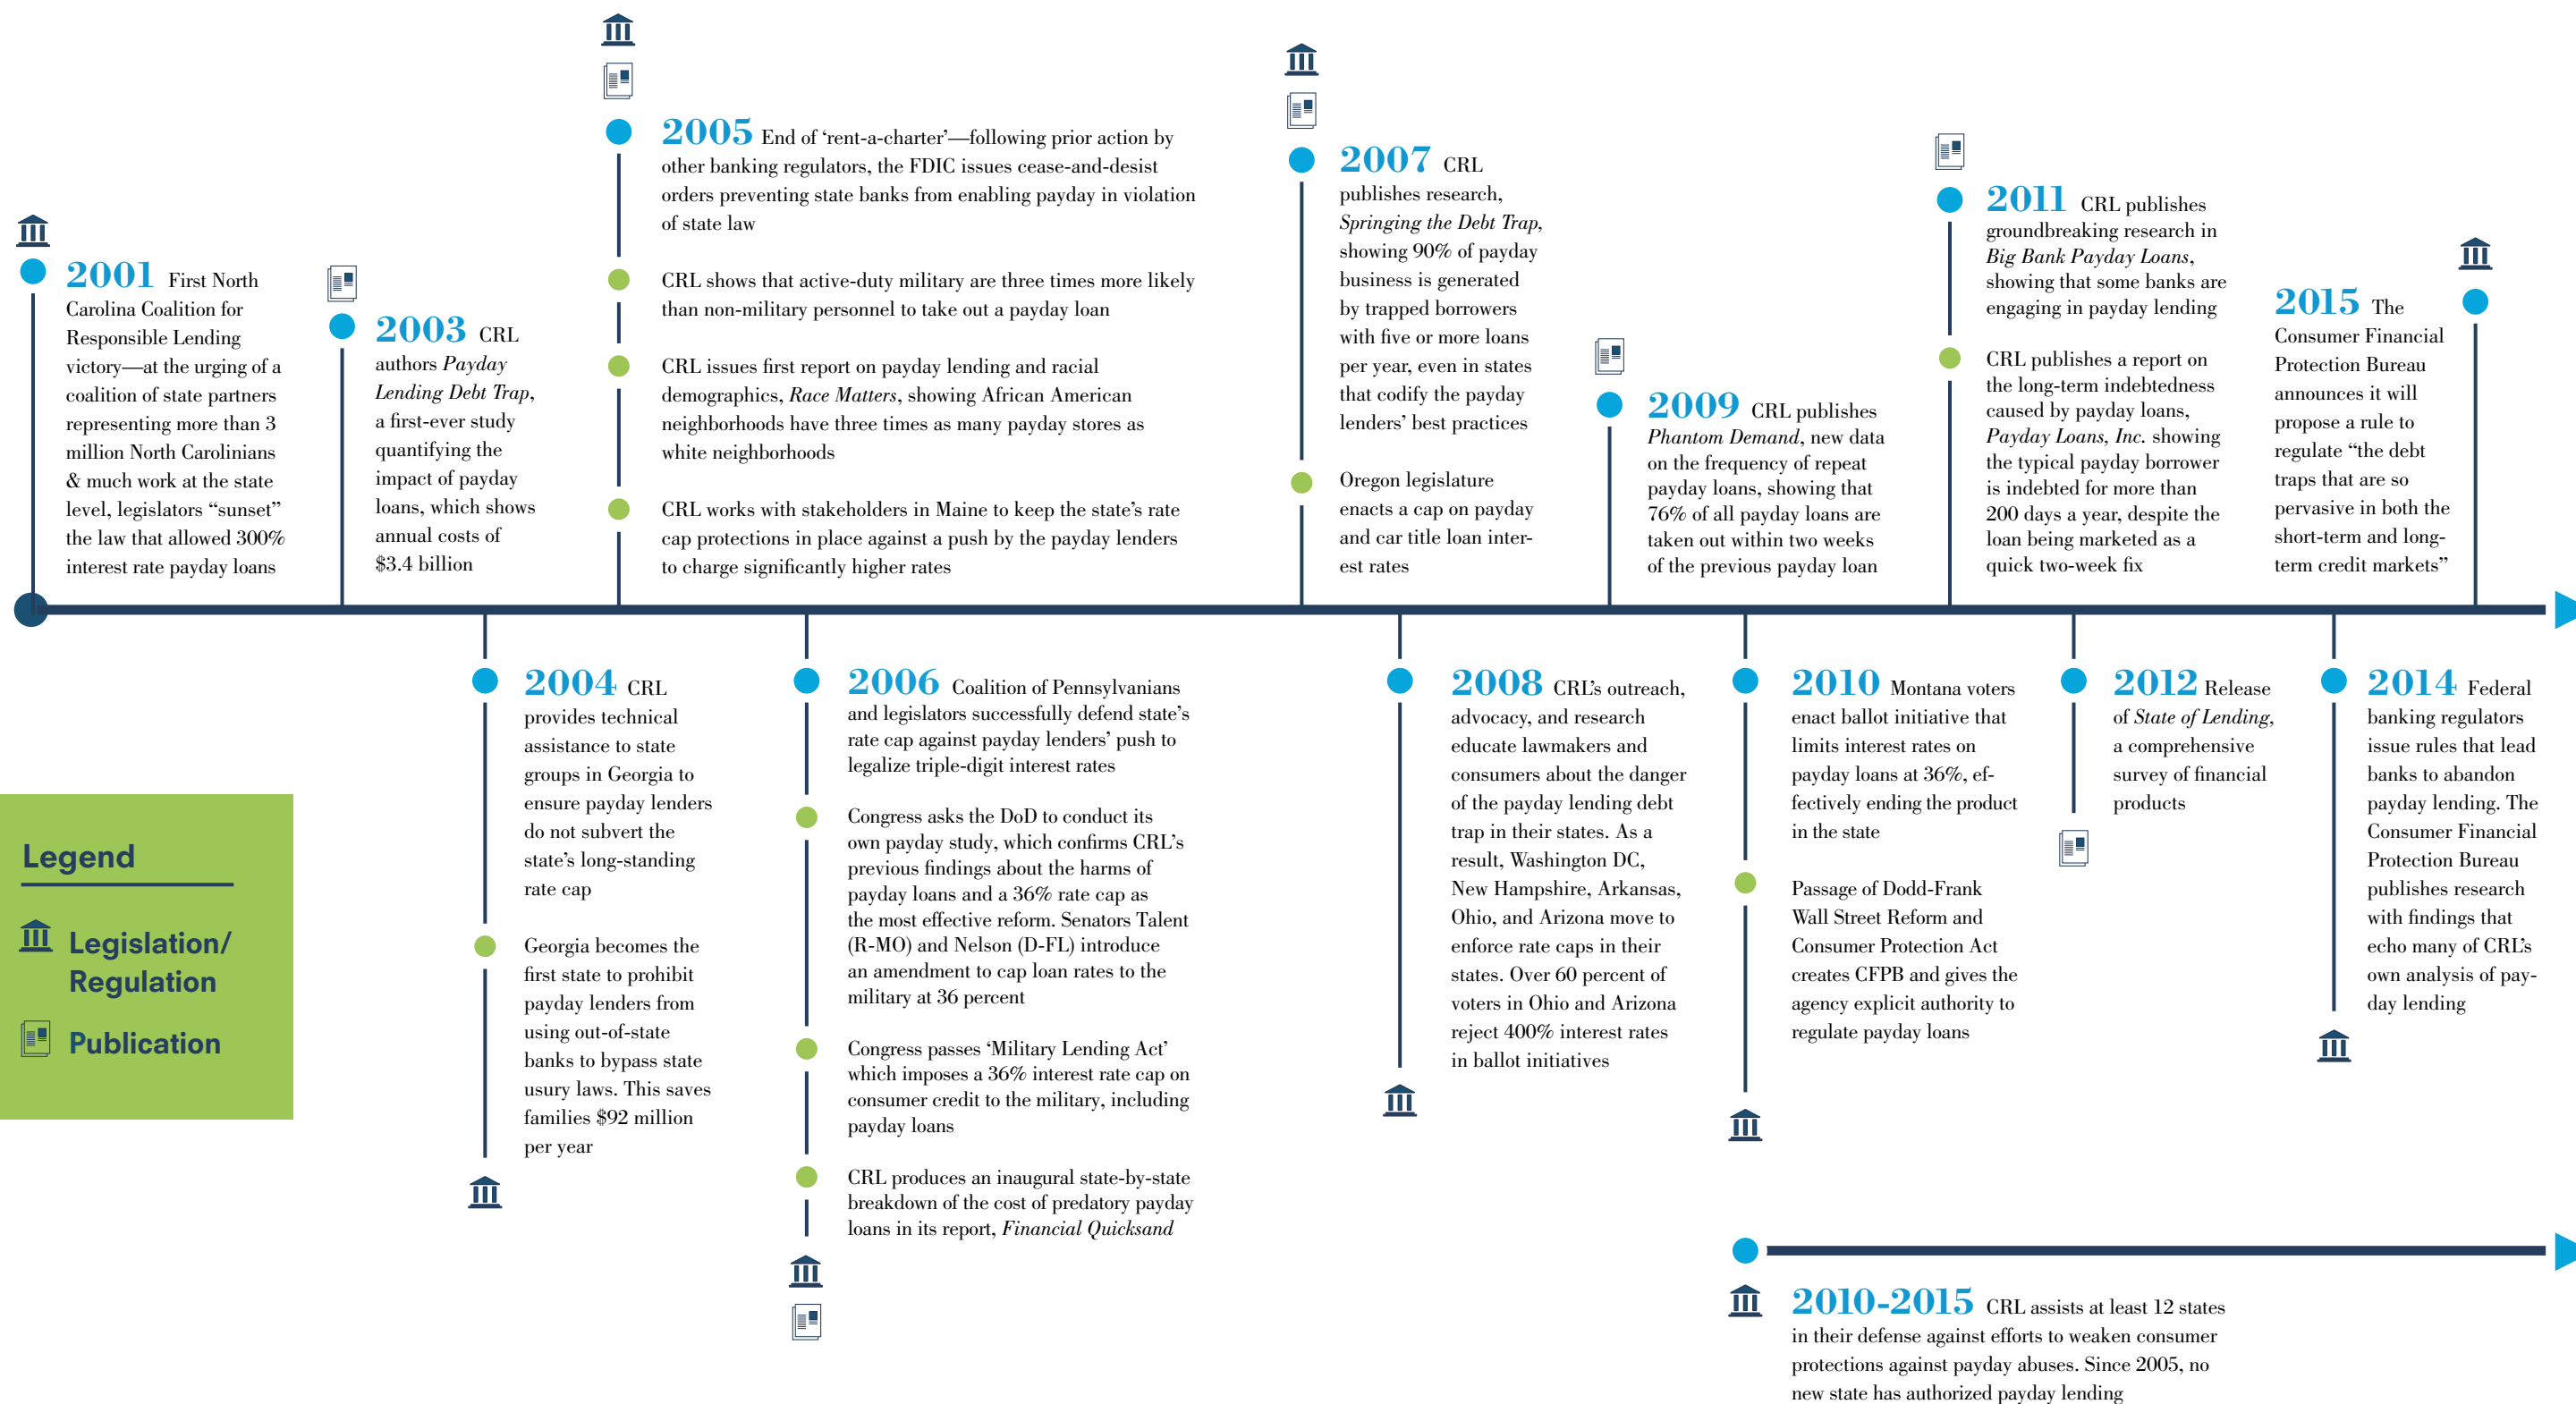 2001 First North
Carolina Coalition for
Responsible Lending
victory—at the urging of a
coalition of state partners
representing more than 3
million North Carolinians
& much work at the state
level, legislators “sunset”
the law that allowed 300%
interest rate payday loans
2003 CRL
authors Payday
Lending Debt Trap,
a first-ever study
quantifying the
impact of payday
loans, which shows
annual costs of
$3.4 billion
2005 End of ‘rent-a-charter’—following prior action by
other banking regulators, the FDIC issues cease-and-desist
orders preventing state banks from enabling payday in violation
of state law
CRL shows that active-duty military are three times more likely
than non-military personnel to take out a payday loan
CRL issues first report on payday lending and racial
demographics, Race Matters, showing African American
neighborhoods have three times as many payday stores as
white neighborhoods
CRL works with stakeholders in Maine to keep the state’s rate
cap protections in place against a push by the payday lenders
to charge significantly higher rates
2007 CRL
publishes research,
Springing the Debt Trap,
showing 90% of payday
business is generated
by trapped borrowers
with five or more loans
per year, even in states
that codify the payday
lenders’ best practices
Oregon legislature
enacts a cap on payday
and car title loan inter-
est rates
2009 CRL publishes
Phantom Demand, new data
on the frequency of repeat
payday loans, showing that
76% of all payday loans are
taken out within two weeks
of the previous payday loan
2011 CRL publishes
groundbreaking research in
Big Bank Payday Loans,
showing that some banks are
engaging in payday lending
CRL publishes a report on
the long-term indebtedness
caused by payday loans,
Payday Loans, Inc. showing
the typical payday borrower
is indebted for more than
200 days a year, despite the
loan being marketed as a
quick two-week fix
2015 The
Consumer Financial
Protection Bureau
announces it will
propose a rule to
regulate “the debt
traps that are so
pervasive in both the
short-term and long-
term credit markets”
Legend
Legislation/
Regulation
Publication
2004 CRL
provides technical
assistance to state
groups in Georgia to
ensure payday lenders
do not subvert the
state’s long-standing
rate cap
Georgia becomes the
first state to prohibit
payday lenders from
using out-of-state
banks to bypass state
usury laws. This saves
families $92 million
per year
2006 Coalition of Pennsylvanians
and legislators successfully defend state’s
rate cap against payday lenders’ push to
legalize triple-digit interest rates
Congress asks the DoD to conduct its
own payday study, which confirms CRL’s
previous findings about the harms of
payday loans and a 36% rate cap as
the most effective reform. Senators Talent
(R-MO) and Nelson (D-FL) introduce
an amendment to cap loan rates to the
military at 36 percent
Congress passes ‘Military Lending Act’
which imposes a 36% interest rate cap on
consumer credit to the military, including
payday loans
CRL produces an inaugural state-by-state
breakdown of the cost of predatory payday
loans in its report, Financial Quicksand
2008 CRL’s outreach,
advocacy, and research
educate lawmakers and
consumers about the danger
of the payday lending debt
trap in their states. As a
result, Washington DC,
New Hampshire, Arkansas,
Ohio, and Arizona move to
enforce rate caps in their
states. Over 60 percent of
voters in Ohio and Arizona
reject 400% interest rates
in ballot initiatives
2010 Montana voters
enact ballot initiative that
limits interest rates on
payday loans at 36%, ef-
fectively ending the product
in the state
Passage of Dodd-Frank
Wall Street Reform and
Consumer Protection Act
creates CFPB and gives the
agency explicit authority to
regulate payday loans
2012 Release
of State of Lending,
a comprehensive
survey of financial
products
2014 Federal
banking regulators
issue rules that lead
banks to abandon
payday lending. The
Consumer Financial
Protection Bureau
publishes research
with findings that
echo many of CRL’s
own analysis of pay-
day lending
2010-2015 CRL assists at least 12 states
in their defense against efforts to weaken consumer
protections against payday abuses. Since 2005, no
new state has authorized payday lending